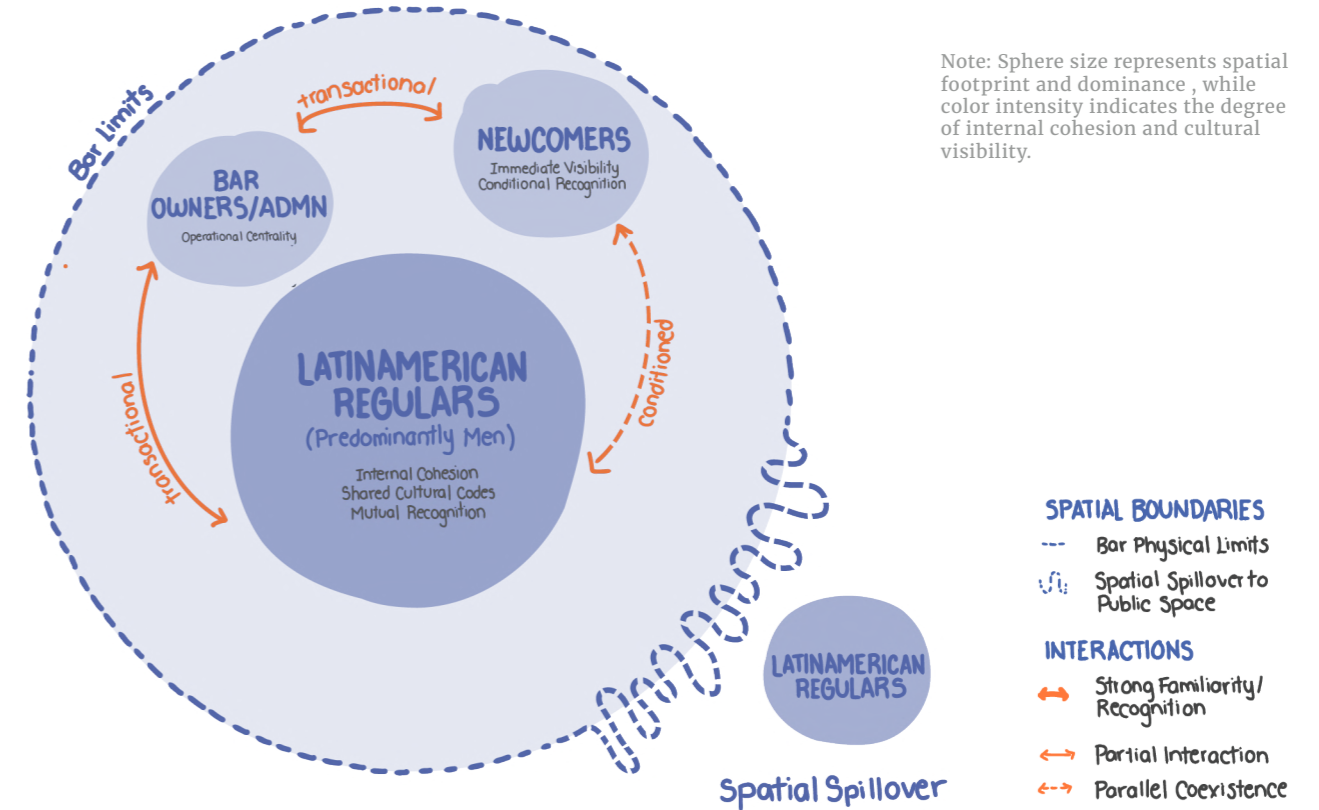 Note: Sphere size represents spatial
footprint and dominance , while
color intensity indicates the degree
of internal cohesion and cultural
visibility.
Bar Limits
transactional
NEWCOMERS
Immediate Visibility
Conditional Recognition
BAR
OWNERS/ADMN
Operational Centrality
transactional
conditioned
LATINAMERICAN
REGULARS
(Predominantly Men)
Internal Cohesion
Shared Cultural Codes
Mutual Recognition
LATINAMERICAN
REGULARS
Spatial Spillover
SPATIAL BOUNDARIES
Bar Physical Limits
Spatial Spillover to
Public Space
INTERACTIONS
Strong Familiarity/
Recognition
Partial Interaction
Parallel Coexistence